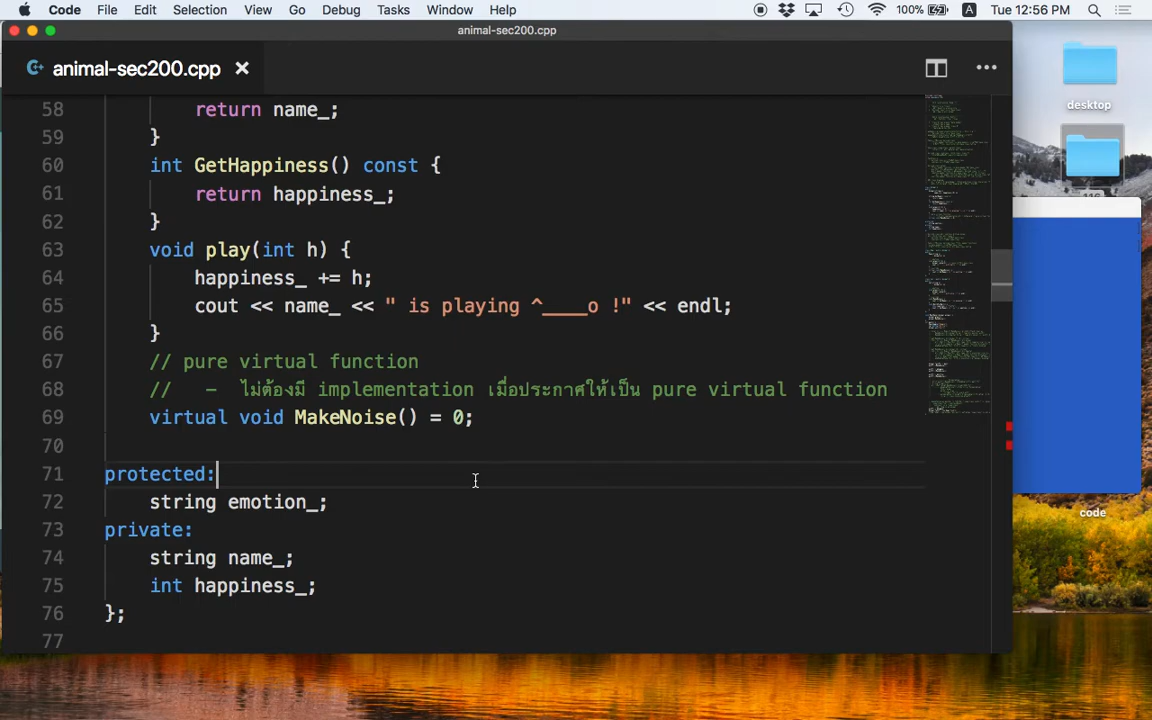 Code File Edit Selection View Go Debug Tasks Window Help 100% A Tue 12:56 PM
animal-sec200.cpp
animal-sec200.cpp
desktop
58 return name_;
59 }
60 int GetHappiness() const {
61 return happiness_;
62 }
63 void play(int h) {
64 happiness_ += h;
65 cout << name_ << " is playing ^____o !" << endl;
66 }
67 // pure virtual function
68 // - ไม่ต้องมี implementation เมื่อประกาศให้เป็น pure virtual function
69 virtual void MakeNoise() = 0;
70
71 protected:
72 string emotion_;
73 private:
74 string name_;
75 int happiness_;
76 };
77
code